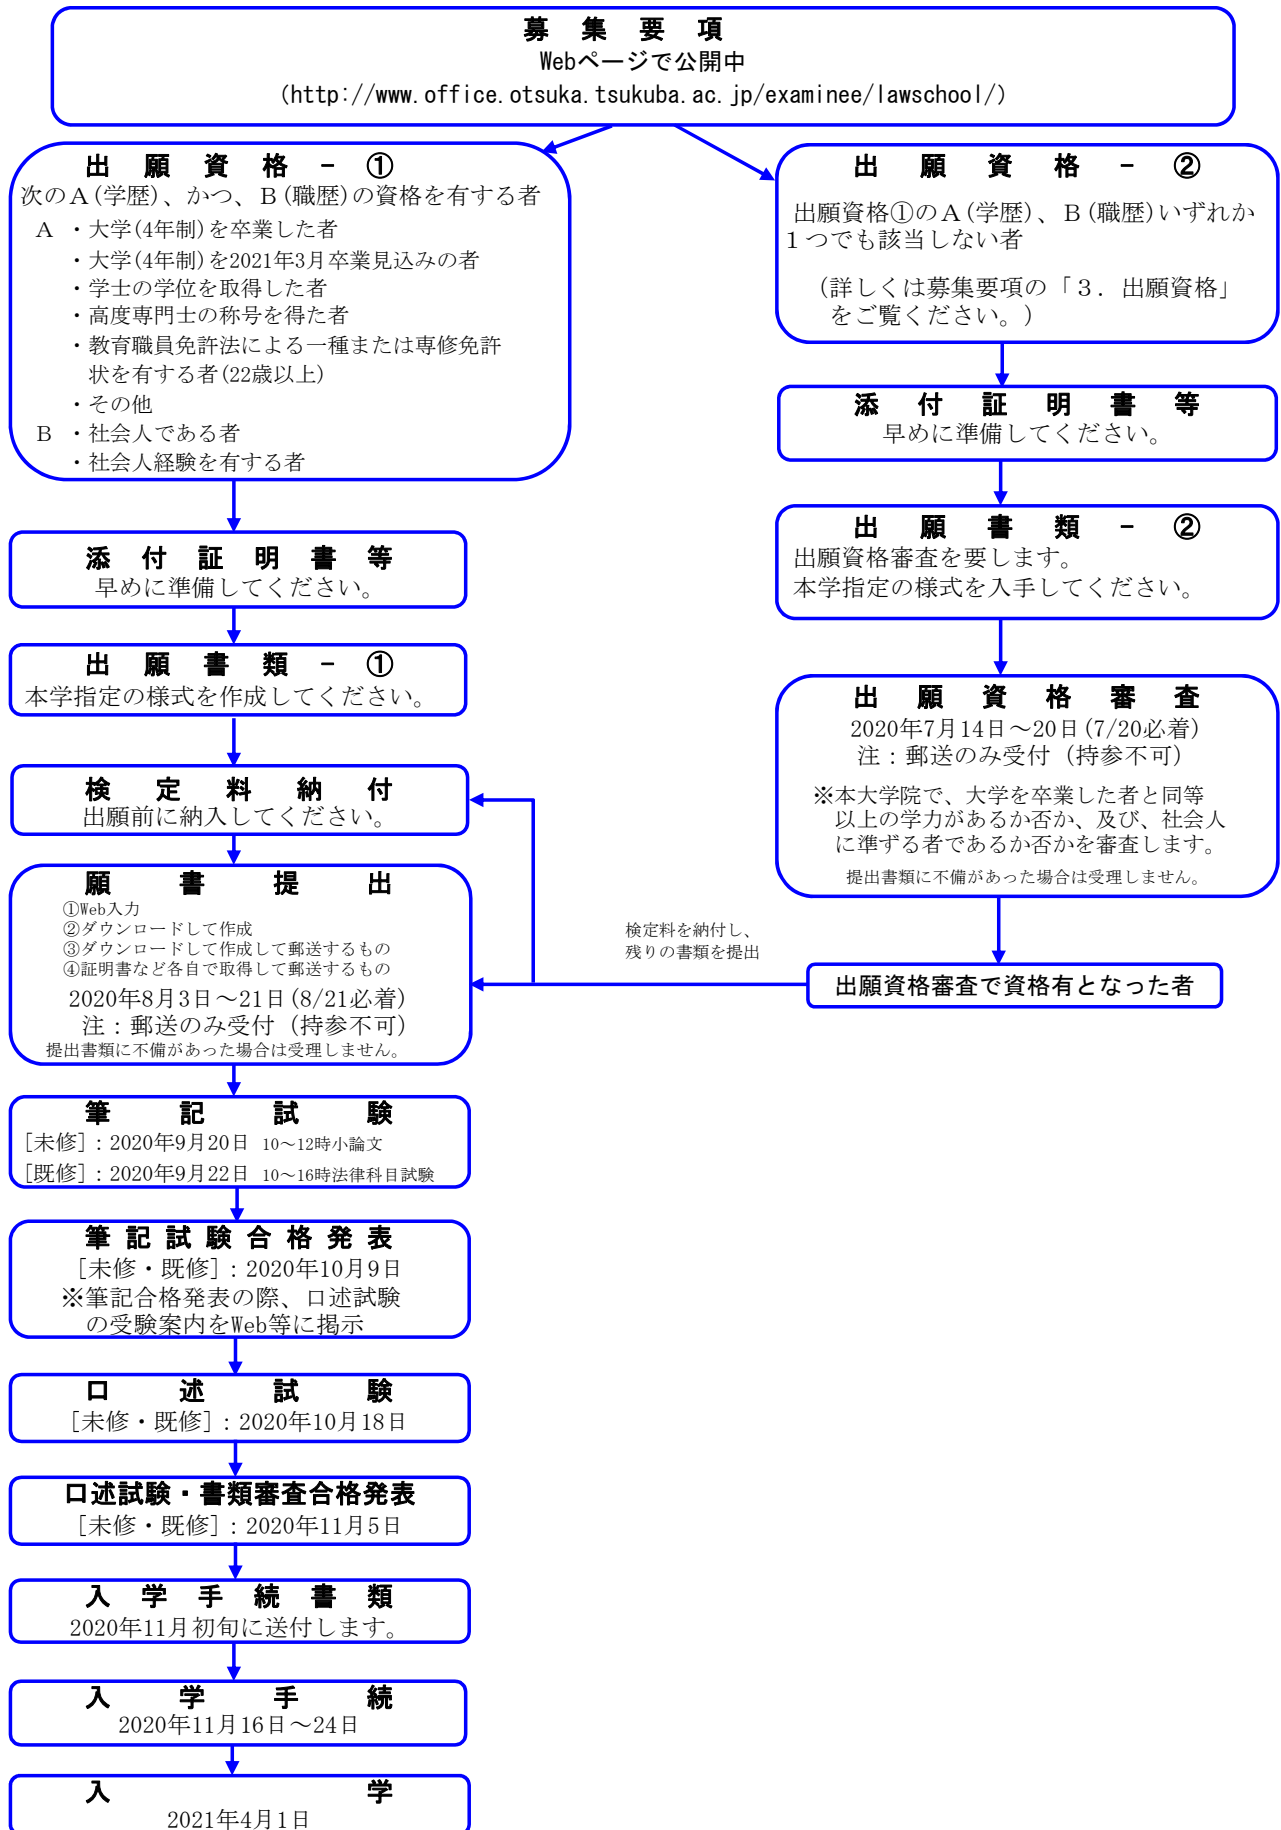 募集要項
Webページで公開中
(http://www.office.otsuka.tsukuba.ac.jp/examinee/lawschool/)
出願資格－①
次のＡ(学歴)、かつ、Ｂ(職歴)の資格を有する者
Ａ ・大学(4年制)を卒業した者
・大学(4年制)を2021年3月卒業見込みの者
・学士の学位を取得した者
・高度専門士の称号を得た者
・教育職員免許法による一種または専修免許
状を有する者(22歳以上)
・その他
Ｂ ・社会人である者
・社会人経験を有する者
添付証明書等
早めに準備してください。
出願書類－①
本学指定の様式を作成してください。
検定料納付
出願前に納入してください。
願書提出
①Web入力
②ダウンロードして作成
③ダウンロードして作成して郵送するもの
④証明書など各自で取得して郵送するもの
2020年8月3日～21日(8/21必着)
注：郵送のみ受付（持参不可）
提出書類に不備があった場合は受理しません。
筆記試験
[未修]：2020年9月20日 10～12時小論文
[既修]：2020年9月22日 10～16時法律科目試験
筆記試験合格発表
[未修・既修]：2020年10月9日
※筆記合格発表の際、口述試験
の受験案内をWeb等に掲示
口述試験
[未修・既修]：2020年10月18日
口述試験・書類審査合格発表
[未修・既修]：2020年11月5日
入学手続書類
2020年11月初旬に送付します。
入学手続
2020年11月16日～24日
入学
2021年4月1日
出願資格－②
出願資格①のＡ(学歴)、Ｂ(職歴)いずれか
１つでも該当しない者
（詳しくは募集要項の「３．出願資格」
をご覧ください。）
添付証明書等
早めに準備してください。
出願書類－②
出願資格審査を要します。
本学指定の様式を入手してください。
出願資格審査
2020年7月14日～20日(7/20必着)
注：郵送のみ受付（持参不可）
※本大学院で、大学を卒業した者と同等
以上の学力があるか否か、及び、社会人
に準ずる者であるか否かを審査します。
提出書類に不備があった場合は受理しません。
出願資格審査で資格有となった者
検定料を納付し、
残りの書類を提出